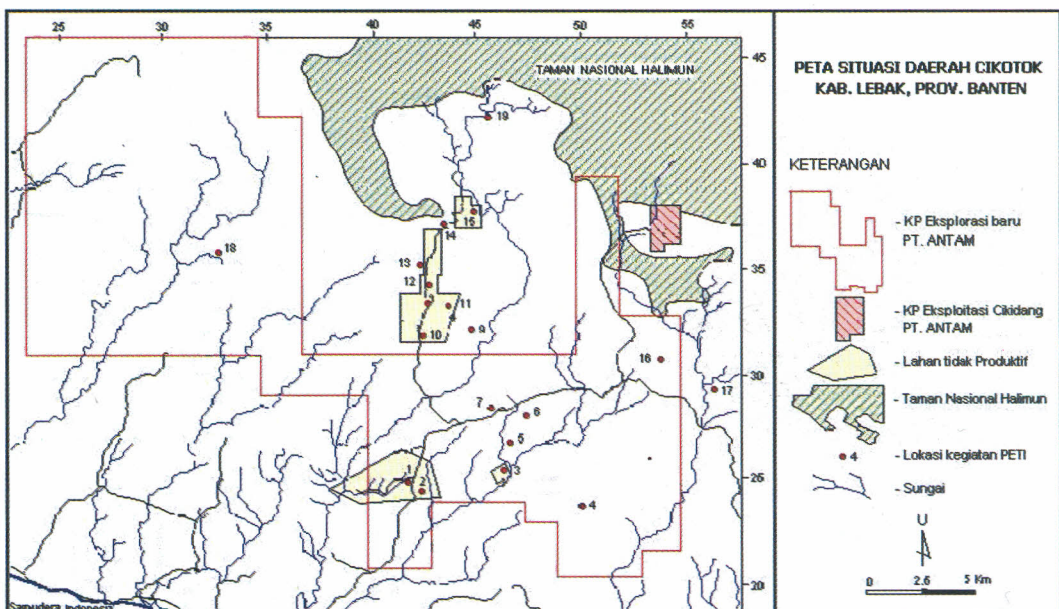 25 30 35 40 45 50 55
45
TAMAN NASIONAL HALIMUN
19
40
15
14
18
13
35
12
11
9
10
16
30
17
7
6
5
3
1
25
2
4
20
Samudera Indonesia
PETA SITUASI DAERAH CIKOTOK
KAB. LEBAK, PROV. BANTEN
KETERANGAN
- KP Eksplorasi baru
PT. ANTAM
- KP Eksploitasi Cikidang
PT. ANTAM
- Lahan tidak Produktif
- Taman Nasional Halimun
4 - Lokasi kegiatan PETI
- Sungai
U
0 2.6 5 Km